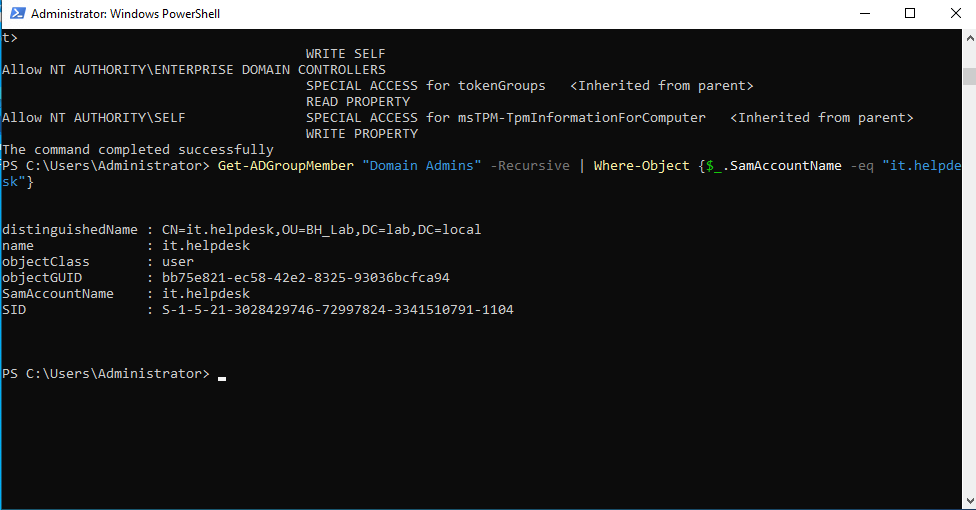 Administrator: Windows PowerShell
t>
WRITE SELF
Allow NT AUTHORITY\ENTERPRISE DOMAIN CONTROLLERS
SPECIAL ACCESS for tokenGroups   <Inherited from parent>
READ PROPERTY
Allow NT AUTHORITY\SELF               SPECIAL ACCESS for msTPM-TpmInformationForComputer   <Inherited from parent>
WRITE PROPERTY
The command completed successfully
PS C:\Users\Administrator> Get-ADGroupMember "Domain Admins" -Recursive | Where-Object {$_.SamAccountName -eq "it.helpde
sk"}
distinguishedName : CN=it.helpdesk,OU=BH_Lab,DC=lab,DC=local
name              : it.helpdesk
objectClass       : user
objectGUID        : bb75e821-ec58-42e2-8325-93036bcfca94
SamAccountName    : it.helpdesk
SID               : S-1-5-21-3028429746-72997824-3341510791-1104
PS C:\Users\Administrator>